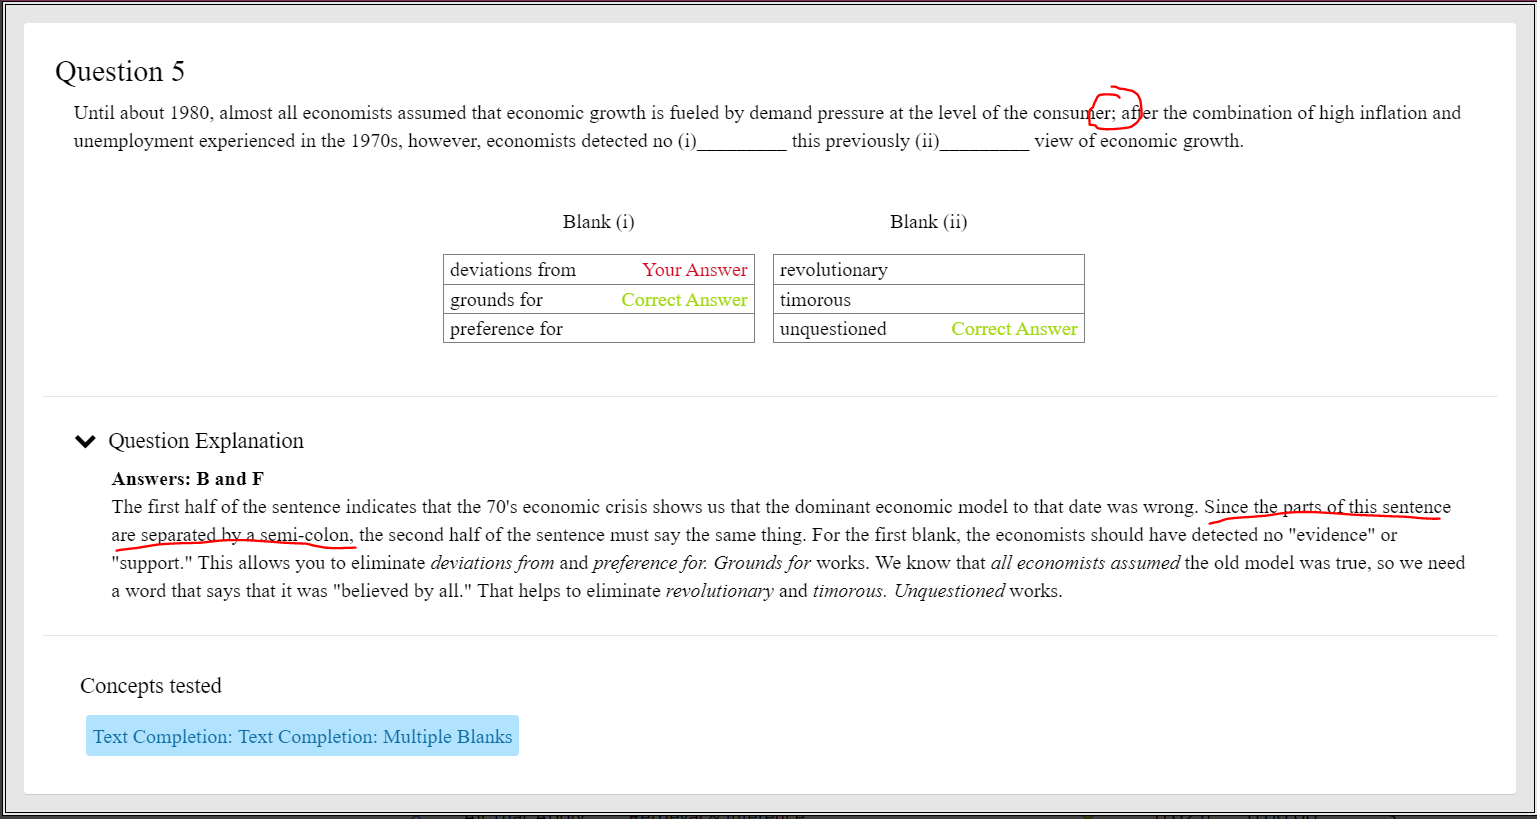 Question 5
Until about 1980, almost all economists assumed that economic growth is fueled by demand pressure at the level of the consumer; after the combination of high inflation and
unemployment experienced in the 1970s, however, economists detected no (i)_________ this previously (ii)_________ view of economic growth.
Blank (i) Blank (ii)
deviations from Your Answer revolutionary
grounds for Correct Answer timorous
preference for unquestioned Correct Answer
Question Explanation
Answers: B and F
The first half of the sentence indicates that the 70's economic crisis shows us that the dominant economic model to that date was wrong. Since the parts of this sentence
are separated by a semi-colon, the second half of the sentence must say the same thing. For the first blank, the economists should have detected no "evidence" or
"support." This allows you to eliminate deviations from and preference for. Grounds for works. We know that all economists assumed the old model was true, so we need
a word that says that it was "believed by all." That helps to eliminate revolutionary and timorous. Unquestioned works.
Concepts tested
Text Completion: Text Completion: Multiple Blanks